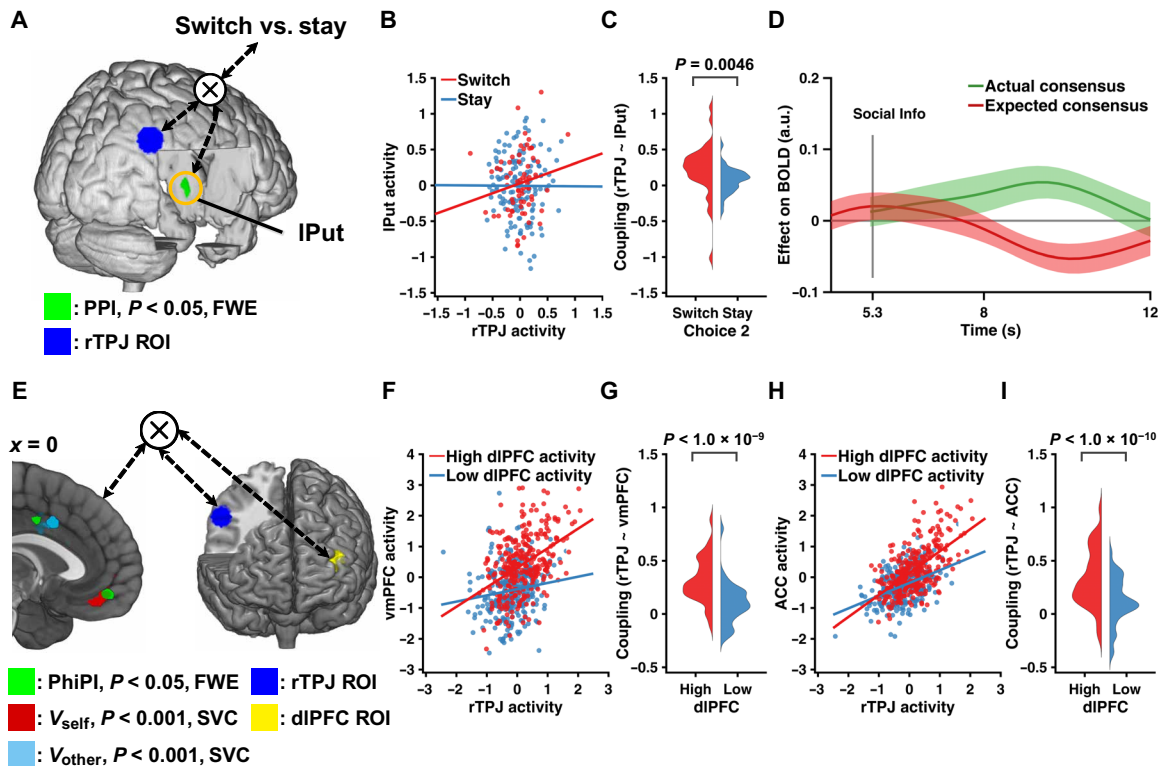 A
Switch vs. stay
lPut
: PPI, P < 0.05, FWE
: rTPJ ROI
B
Switch
Stay
1.5
1
0.5
0
−0.5
−1
−1.5
lPut activity
−1.5 −1 −0.5 0 0.5 1 1.5
rTPJ activity
C
P = 0.0046
1.5
1
0.5
0
−0.5
−1
−1.5
Coupling (rTPJ ~ lPut)
Switch Stay
Choice 2
D
Actual consensus
Expected consensus
Social Info
0.2
0.1
0
−0.1
Effect on BOLD (a.u.)
5.3 8 12
Time (s)
E
x = 0
: PhiPI, P < 0.05, FWE
: rTPJ ROI
: Vself, P < 0.001, SVC
: dlPFC ROI
: Vother, P < 0.001, SVC
F
High dlPFC activity
Low dlPFC activity
4
3
2
1
0
−1
−2
−3
vmPFC activity
−3 −2 −1 0 1 2 3
rTPJ activity
G
P < 1.0 × 10⁻⁹
1.5
1
0.5
0
−0.5
Coupling (rTPJ ~ vmPFC)
High Low
dlPFC
H
High dlPFC activity
Low dlPFC activity
4
3
2
1
0
−1
−2
−3
ACC activity
−3 −2 −1 0 1 2 3
rTPJ activity
I
P < 1.0 × 10⁻¹⁰
1.5
1
0.5
0
−0.5
Coupling (rTPJ ~ ACC)
High Low
dlPFC